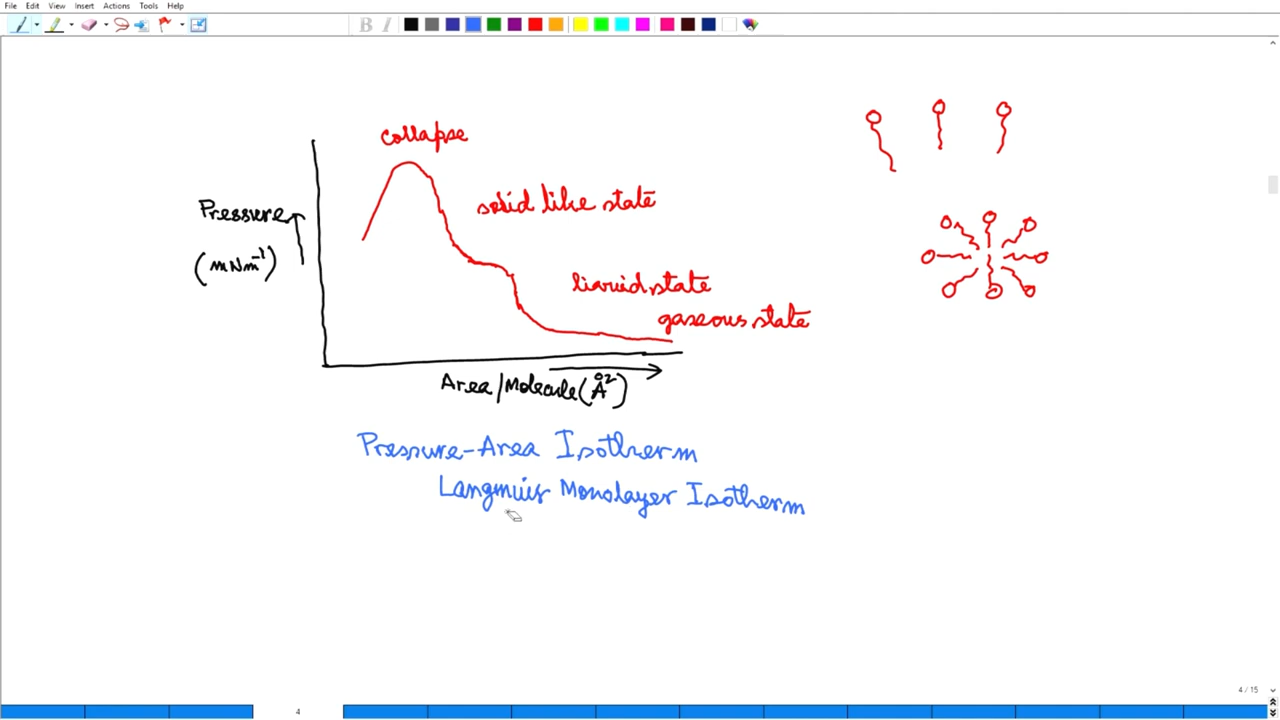 File Edit View Insert Actions Tools Help
B I
collapse
Pressure
(mNm⁻¹)
solid like state
liquid state
gaseous state
Area/Molecule(Å²)
Pressure-Area Isotherm
Langmuir Monolayer Isotherm
4 / 15
4